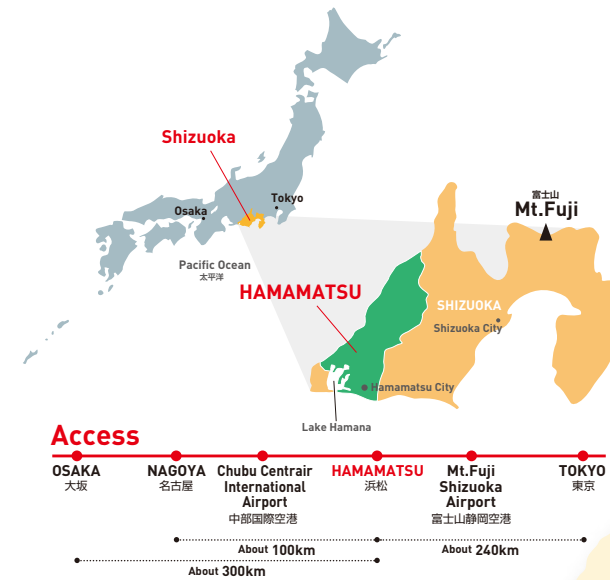 Shizuoka
Tokyo
Osaka
Pacific Ocean
太平洋
富士山
Mt.Fuji
HAMAMATSU
SHIZUOKA
Shizuoka City
Hamamatsu City
Lake Hamana
Access
OSAKA
大坂
NAGOYA
名古屋
Chubu Centrair
International
Airport
中部国際空港
HAMAMATSU
浜松
Mt.Fuji
Shizuoka
Airport
富士山静岡空港
TOKYO
東京
About 100km
About 240km
About 300km